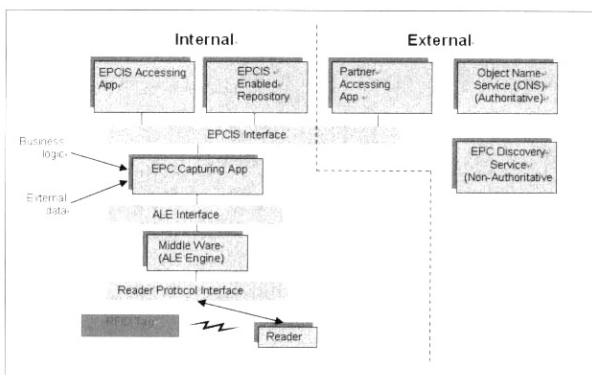 Internal
External
EPCIS Accessing
App
EPCIS
Enabled
Repository
Partner
Accessing
App
Object Name
Service (ONS)
(Authoritative)
EPCIS Interface
Business
logic
EPC Capturing App
EPC Discovery
Service
(Non-Authoritative
External
data
ALE Interface
Middle Ware
(ALE Engine)
Reader Protocol Interface
RFID Tag
Reader